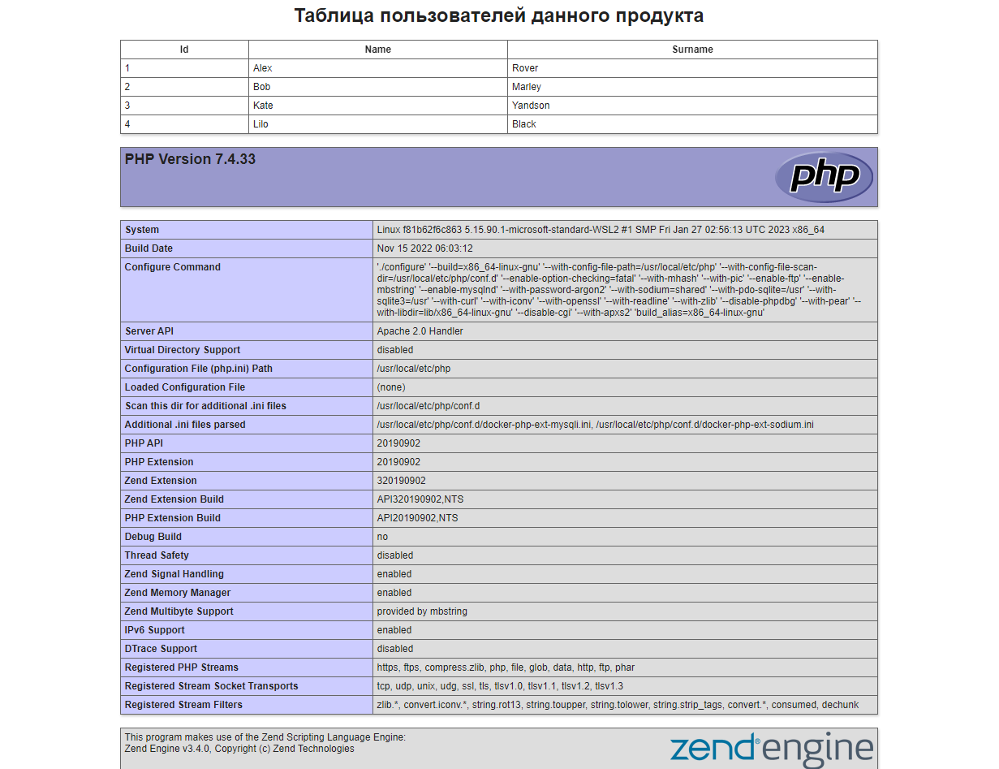 Таблица пользователей данного продукта
Id Name Surname
1 Alex Rover
2 Bob Marley
3 Kate Yandson
4 Lilo Black
PHP Version 7.4.33
php
System Linux f81b62f6c863 5.15.90.1-microsoft-standard-WSL2 #1 SMP Fri Jan 27 02:56:13 UTC 2023 x86_64
Build Date Nov 15 2022 06:03:12
Configure Command './configure' '--build=x86_64-linux-gnu' '--with-config-file-path=/usr/local/etc/php' '--with-config-file-scan-
dir=/usr/local/etc/php/conf.d' '--enable-option-checking=fatal' '--with-mhash' '--with-pic' '--enable-ftp' '--enable-
mbstring' '--enable-mysqlnd' '--with-password-argon2' '--with-sodium=shared' '--with-pdo-sqlite=/usr' '--with-
sqlite3=/usr' '--with-curl' '--with-iconv' '--with-openssl' '--with-readline' '--with-zlib' '--disable-phpdbg' '--with-pear' '--
with-libdir=lib/x86_64-linux-gnu' '--disable-cgi' '--with-apxs2' 'build_alias=x86_64-linux-gnu'
Server API Apache 2.0 Handler
Virtual Directory Support disabled
Configuration File (php.ini) Path /usr/local/etc/php
Loaded Configuration File (none)
Scan this dir for additional .ini files /usr/local/etc/php/conf.d
Additional .ini files parsed /usr/local/etc/php/conf.d/docker-php-ext-mysqli.ini, /usr/local/etc/php/conf.d/docker-php-ext-sodium.ini
PHP API 20190902
PHP Extension 20190902
Zend Extension 320190902
Zend Extension Build API320190902,NTS
PHP Extension Build API20190902,NTS
Debug Build no
Thread Safety disabled
Zend Signal Handling enabled
Zend Memory Manager enabled
Zend Multibyte Support provided by mbstring
IPv6 Support enabled
DTrace Support disabled
Registered PHP Streams https, ftps, compress.zlib, php, file, glob, data, http, ftp, phar
Registered Stream Socket Transports tcp, udp, unix, udg, ssl, tls, tlsv1.0, tlsv1.1, tlsv1.2, tlsv1.3
Registered Stream Filters zlib.*, convert.iconv.*, string.rot13, string.toupper, string.tolower, string.strip_tags, convert.*, consumed, dechunk
This program makes use of the Zend Scripting Language Engine:
Zend Engine v3.4.0, Copyright (c) Zend Technologies
zend® engine